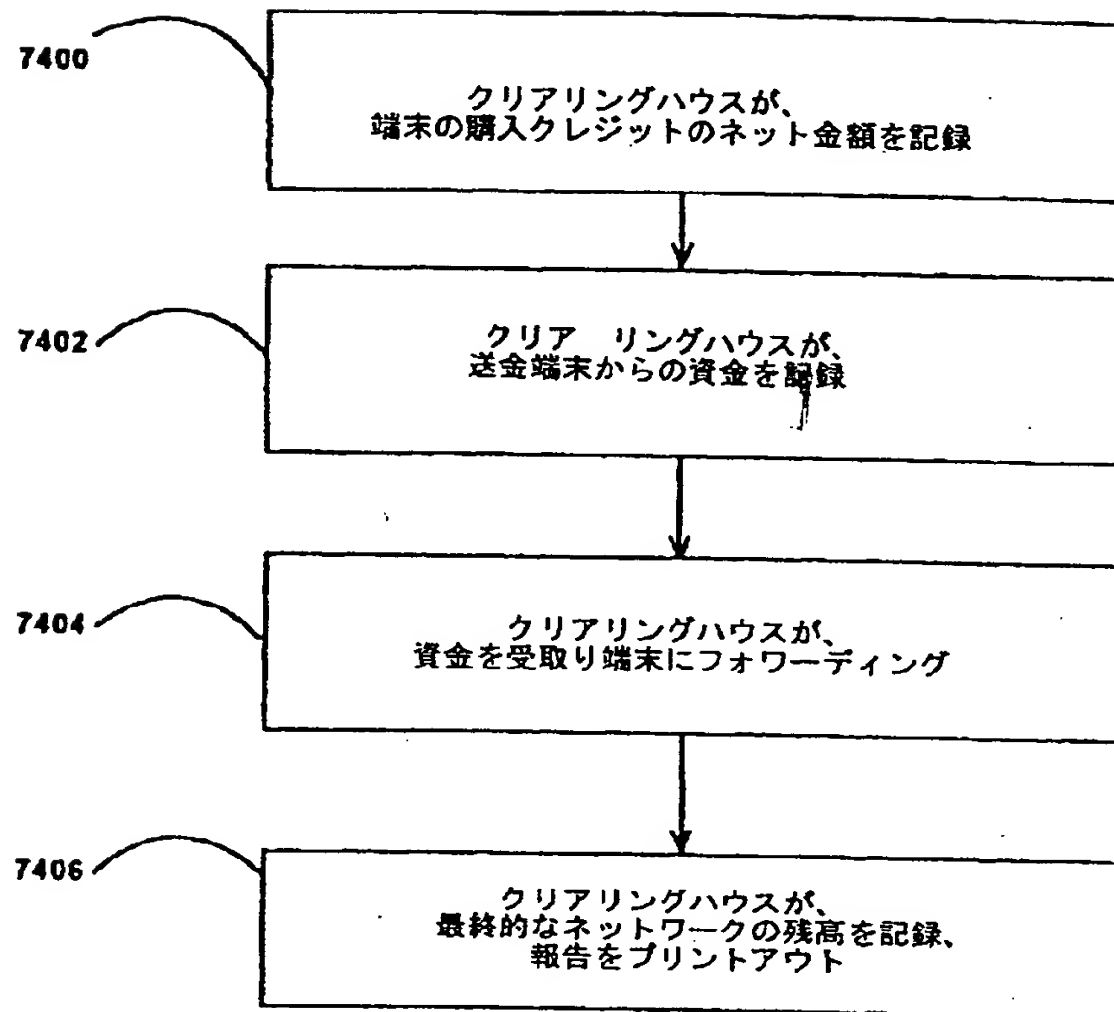 7400
クリアリングハウスが、
端末の購入クレジットのネット金額を記録
7402
クリア リングハウスが、
送金端末からの資金を記録
7404
クリアリングハウスが、
資金を受取り端末にフォワーディング
7406
クリアリングハウスが、
最終的なネットワークの残高を記録、
報告をプリントアウト